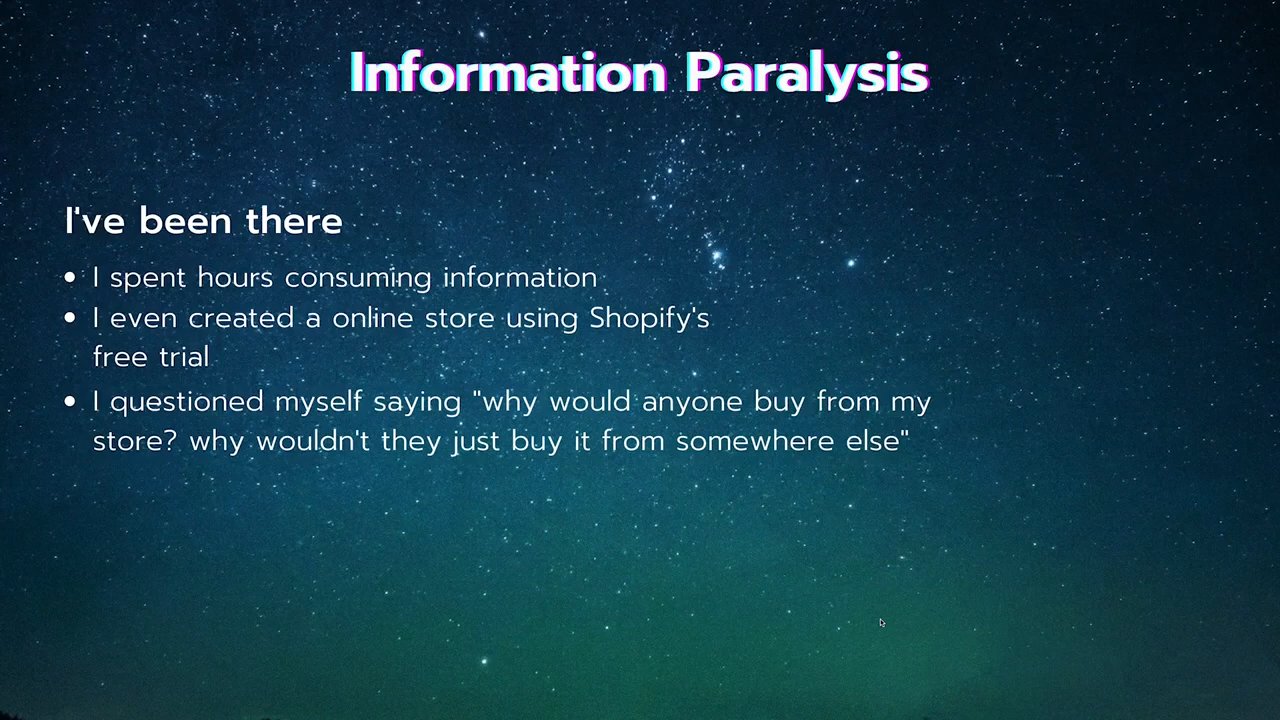 Information Paralysis
I've been there
• I spent hours consuming information
• I even created a online store using Shopify's
free trial
• I questioned myself saying "why would anyone buy from my
store? why wouldn't they just buy it from somewhere else"